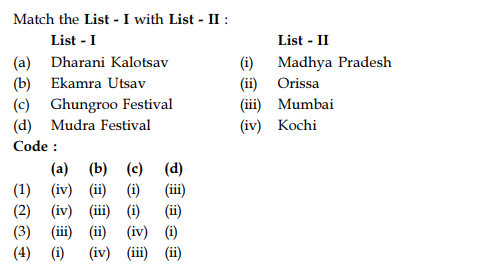 Match the List - I with List - II :
List - I List - II
(a) Dharani Kalotsav (i) Madhya Pradesh
(b) Ekamra Utsav (ii) Orissa
(c) Ghungroo Festival (iii) Mumbai
(d) Mudra Festival (iv) Kochi
Code :
(a) (b) (c) (d)
(1) (iv) (ii) (i) (iii)
(2) (iv) (iii) (i) (ii)
(3) (iii) (ii) (iv) (i)
(4) (i) (iv) (iii) (ii)